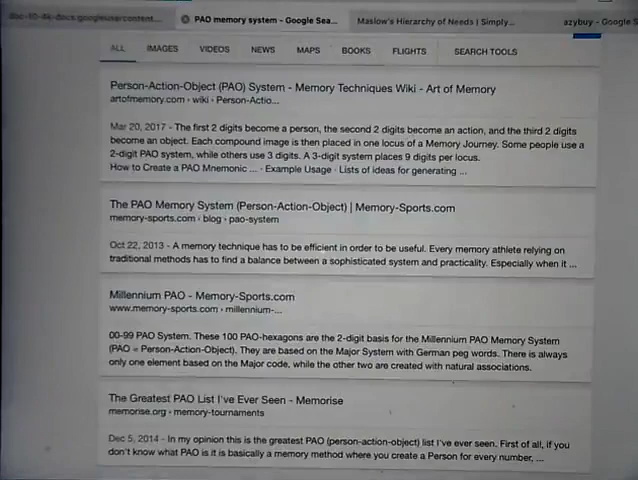 PAO memory system - Google Sea...
Maslow's Hierarchy of Needs | Simply...
azybuy - Google S
ALL IMAGES VIDEOS NEWS MAPS BOOKS FLIGHTS SEARCH TOOLS
Person-Action-Object (PAO) System - Memory Techniques Wiki - Art of Memory
artofmemory.com › wiki › Person-Actio...
Mar 20, 2017 - The first 2 digits become a person, the second 2 digits become an action, and the third 2 digits
become an object. Each compound image is then placed in one locus of a Memory Journey. Some people use a
2-digit PAO system, while others use 3 digits. A 3-digit system places 9 digits per locus.
How to Create a PAO Mnemonic ... · Example Usage · Lists of ideas for generating ...
The PAO Memory System (Person-Action-Object) | Memory-Sports.com
memory-sports.com › blog › pao-system
Oct 22, 2013 - A memory technique has to be efficient in order to be useful. Every memory athlete relying on
traditional methods has to find a balance between a sophisticated system and practicality. Especially when it ...
Millennium PAO - Memory-Sports.com
www.memory-sports.com › millennium-...
00-99 PAO System. These 100 PAO-hexagons are the 2-digit basis for the Millennium PAO Memory System
(PAO = Person-Action-Object). They are based on the Major System with German peg words. There is always
only one element based on the Major code, while the other two are created with natural associations.
The Greatest PAO List I've Ever Seen - Memorise
memorise.org › memory-tournaments
Dec 5, 2014 - In my opinion this is the greatest PAO (person-action-object) list I've ever seen. First of all, if you
don't know what PAO is it is basically a memory method where you create a Person for every number, ...